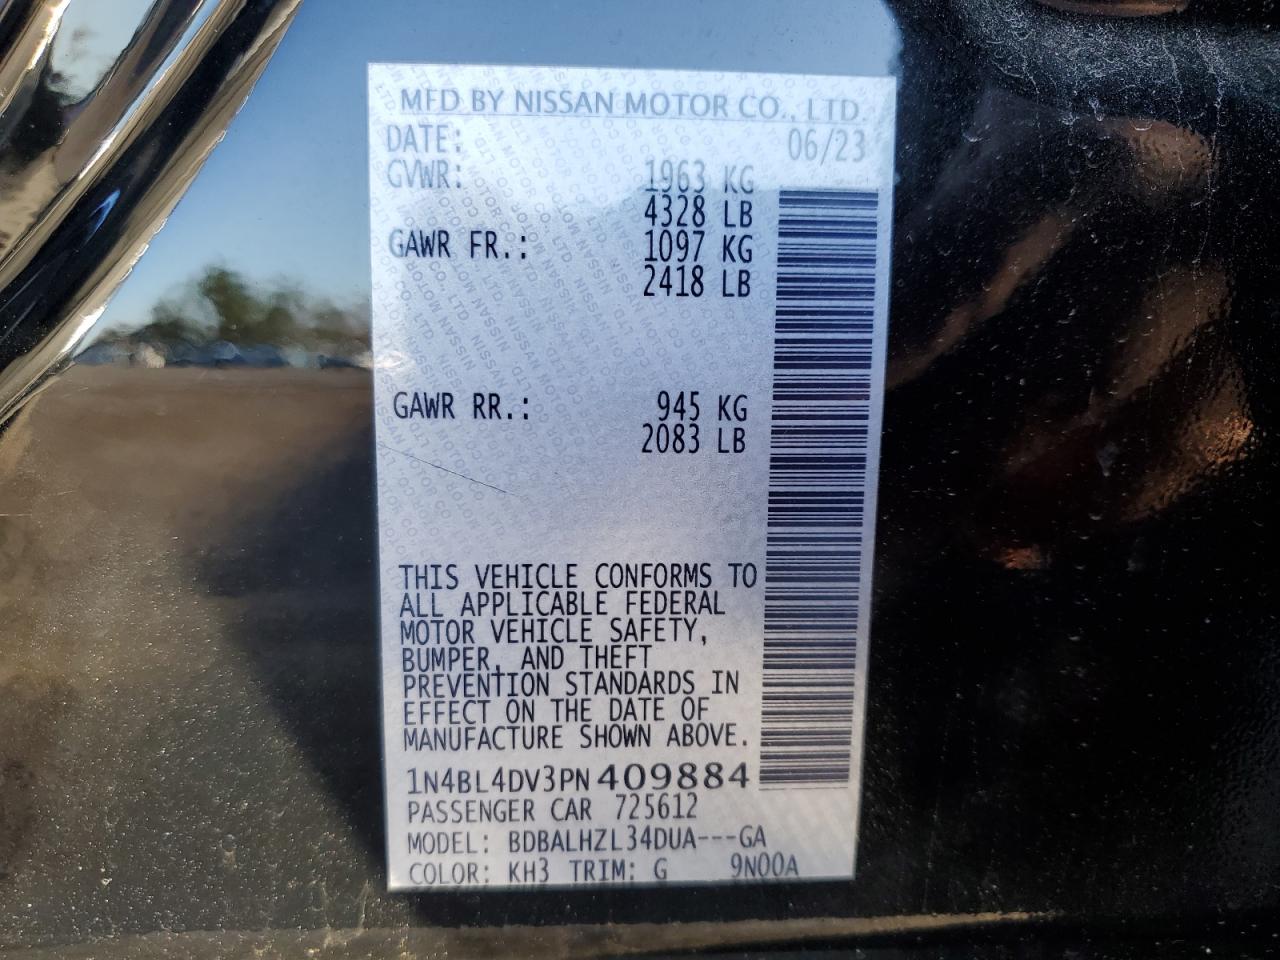 MFD BY NISSAN MOTOR CO., LTD.
DATE: 06/23
GVWR: 1963 KG
4328 LB
GAWR FR.: 1097 KG
2418 LB
GAWR RR.: 945 KG
2083 LB
THIS VEHICLE CONFORMS TO
ALL APPLICABLE FEDERAL
MOTOR VEHICLE SAFETY,
BUMPER, AND THEFT
PREVENTION STANDARDS IN
EFFECT ON THE DATE OF
MANUFACTURE SHOWN ABOVE.
1N4BL4DV3PN409884
PASSENGER CAR 725612
MODEL: BDBALHZL34DUA---GA
COLOR: KH3 TRIM: G 9N00A